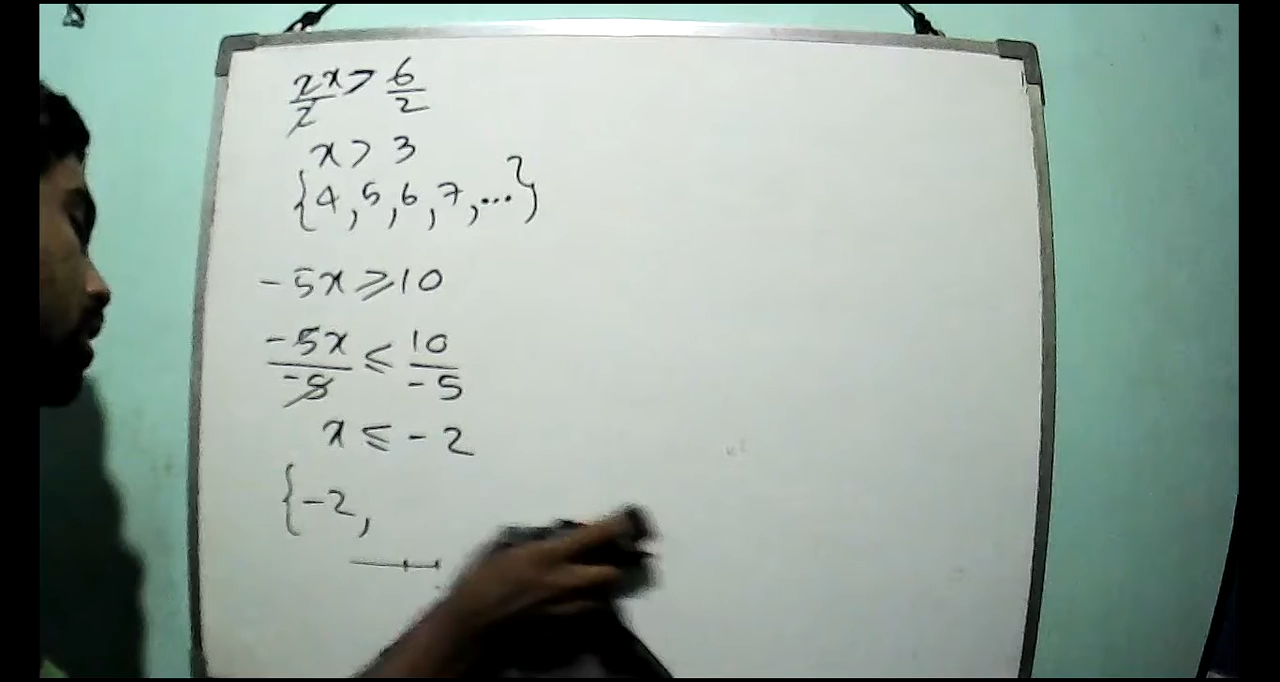 2x/2 > 6/2
x > 3
{4, 5, 6, 7, ...}
-5x ≥ 10
-5x/-5 ≤ 10/-5
x ≤ -2
{-2,